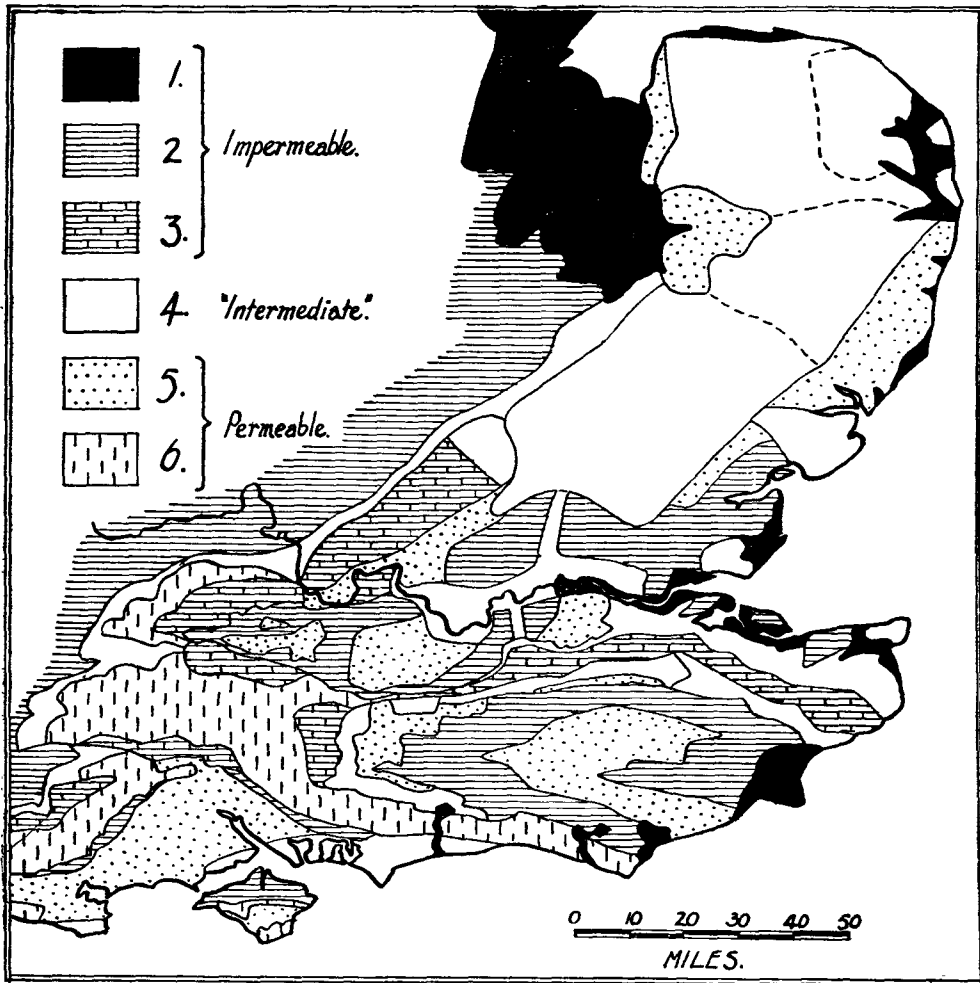 1.
2
3.
Impermeable.
4. "Intermediate".
5.
6.
Permeable.
0 10 20 30 40 50
MILES.